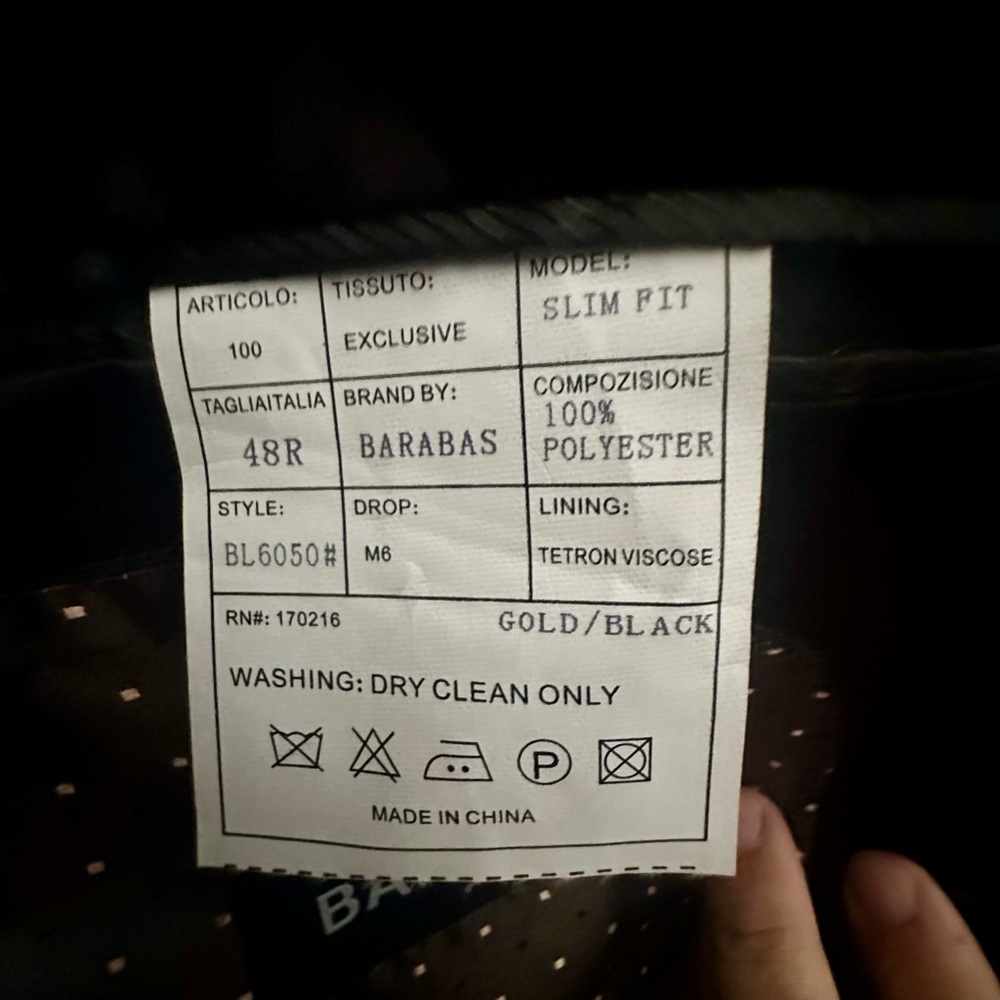 ARTICOLO:
100
TISSUTO:
EXCLUSIVE
MODEL:
SLIM FIT
TAGLIAITALIA
48R
BRAND BY:
BARABAS
COMPOZISIONE
100%
POLYESTER
STYLE:
BL6050#
DROP:
M6
LINING:
TETRON VISCOSE
RN#: 170216
GOLD/BLACK
WASHING: DRY CLEAN ONLY
P
MADE IN CHINA